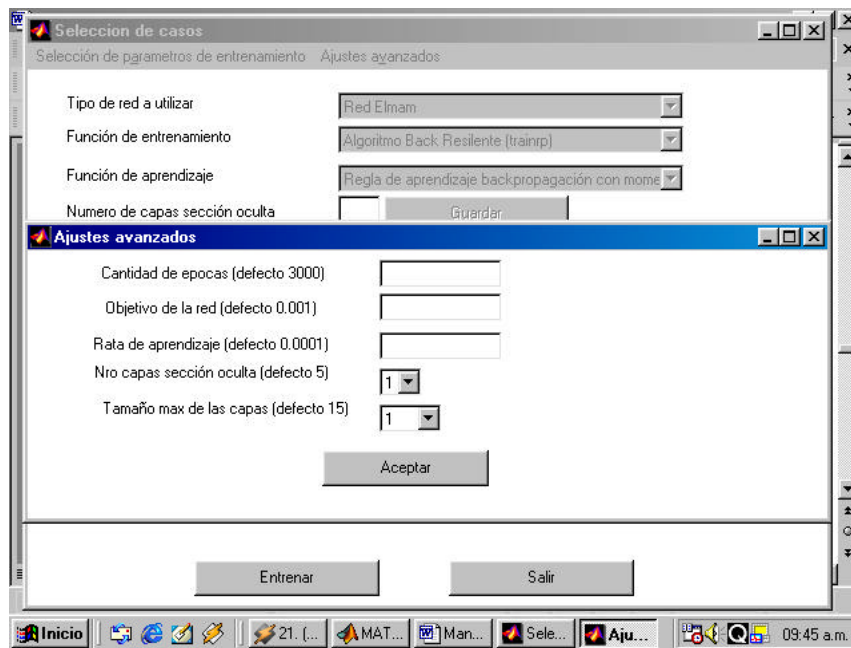 Seleccion de casos
Selección de parametros de entrenamiento Ajustes avanzados
Tipo de red a utilizar Red Elmam
Función de entrenamiento Algoritmo Back Resilente (trainrp)
Función de aprendizaje Regla de aprendizaje backpropagación con mome
Numero de capas sección oculta Guardar
Ajustes avanzados
Cantidad de epocas (defecto 3000)
Objetivo de la red (defecto 0.001)
Rata de aprendizaje (defecto 0.0001)
Nro capas sección oculta (defecto 5) 1
Tamaño max de las capas (defecto 15) 1
Aceptar
Entrenar Salir
Inicio 21. (... MAT... Man... Sele... Aju... 09:45 a.m.